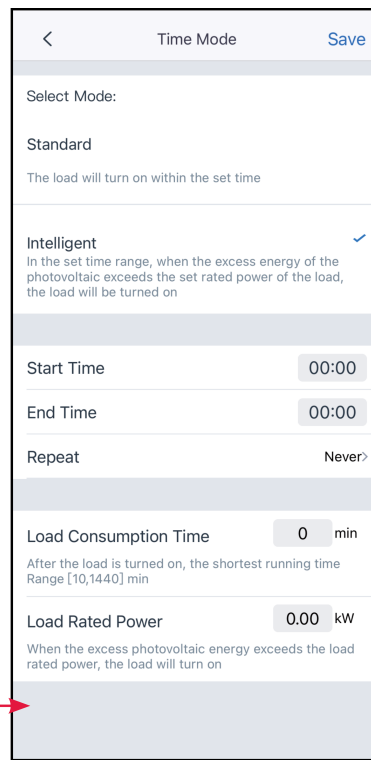 Time Mode Save
Select Mode:
Standard
The load will turn on within the set time
Intelligent
In the set time range, when the excess energy of the
photovoltaic exceeds the set rated power of the load,
the load will be turned on
Start Time 00:00
End Time 00:00
Repeat Never
Load Consumption Time 0 min
After the load is turned on, the shortest running time
Range [10,1440] min
Load Rated Power 0.00 kW
When the excess photovoltaic energy exceeds the load
rated power, the load will turn on